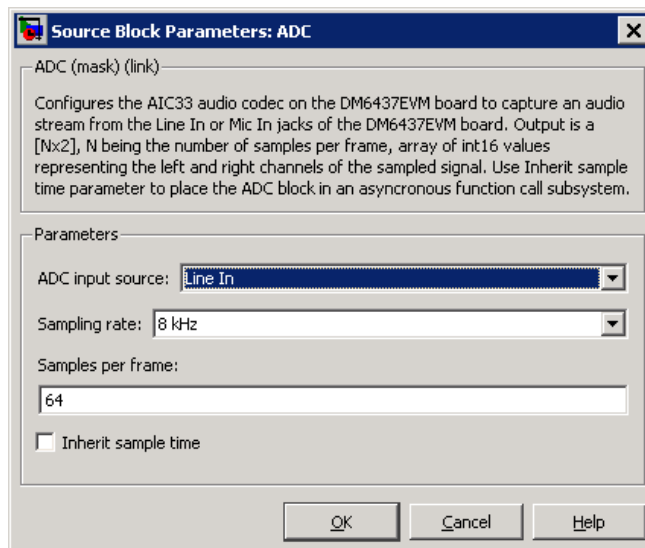 Source Block Parameters: ADC
ADC (mask) (link)
Configures the AIC33 audio codec on the DM6437EVM board to capture an audio
stream from the Line In or Mic In jacks of the DM6437EVM board. Output is a
[Nx2], N being the number of samples per frame, array of int16 values
representing the left and right channels of the sampled signal. Use Inherit sample
time parameter to place the ADC block in an asyncronous function call subsystem.
Parameters
ADC input source: Line In
Sampling rate: 8 kHz
Samples per frame:
64
Inherit sample time
OK Cancel Help